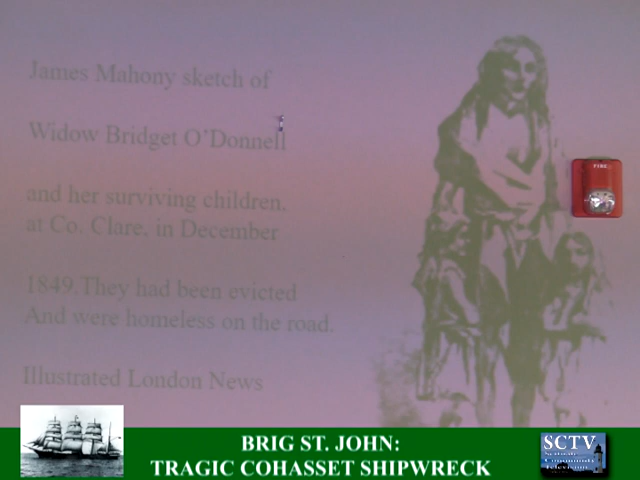 James Mahony sketch of
Widow Bridget O'Donnell
and her surviving children,
at Co. Clare, in December
1849.They had been evicted
And were homeless on the road.
Illustrated London News
FIRE
BRIG ST. JOHN:
TRAGIC COHASSET SHIPWRECK
SCTV
Community
Television